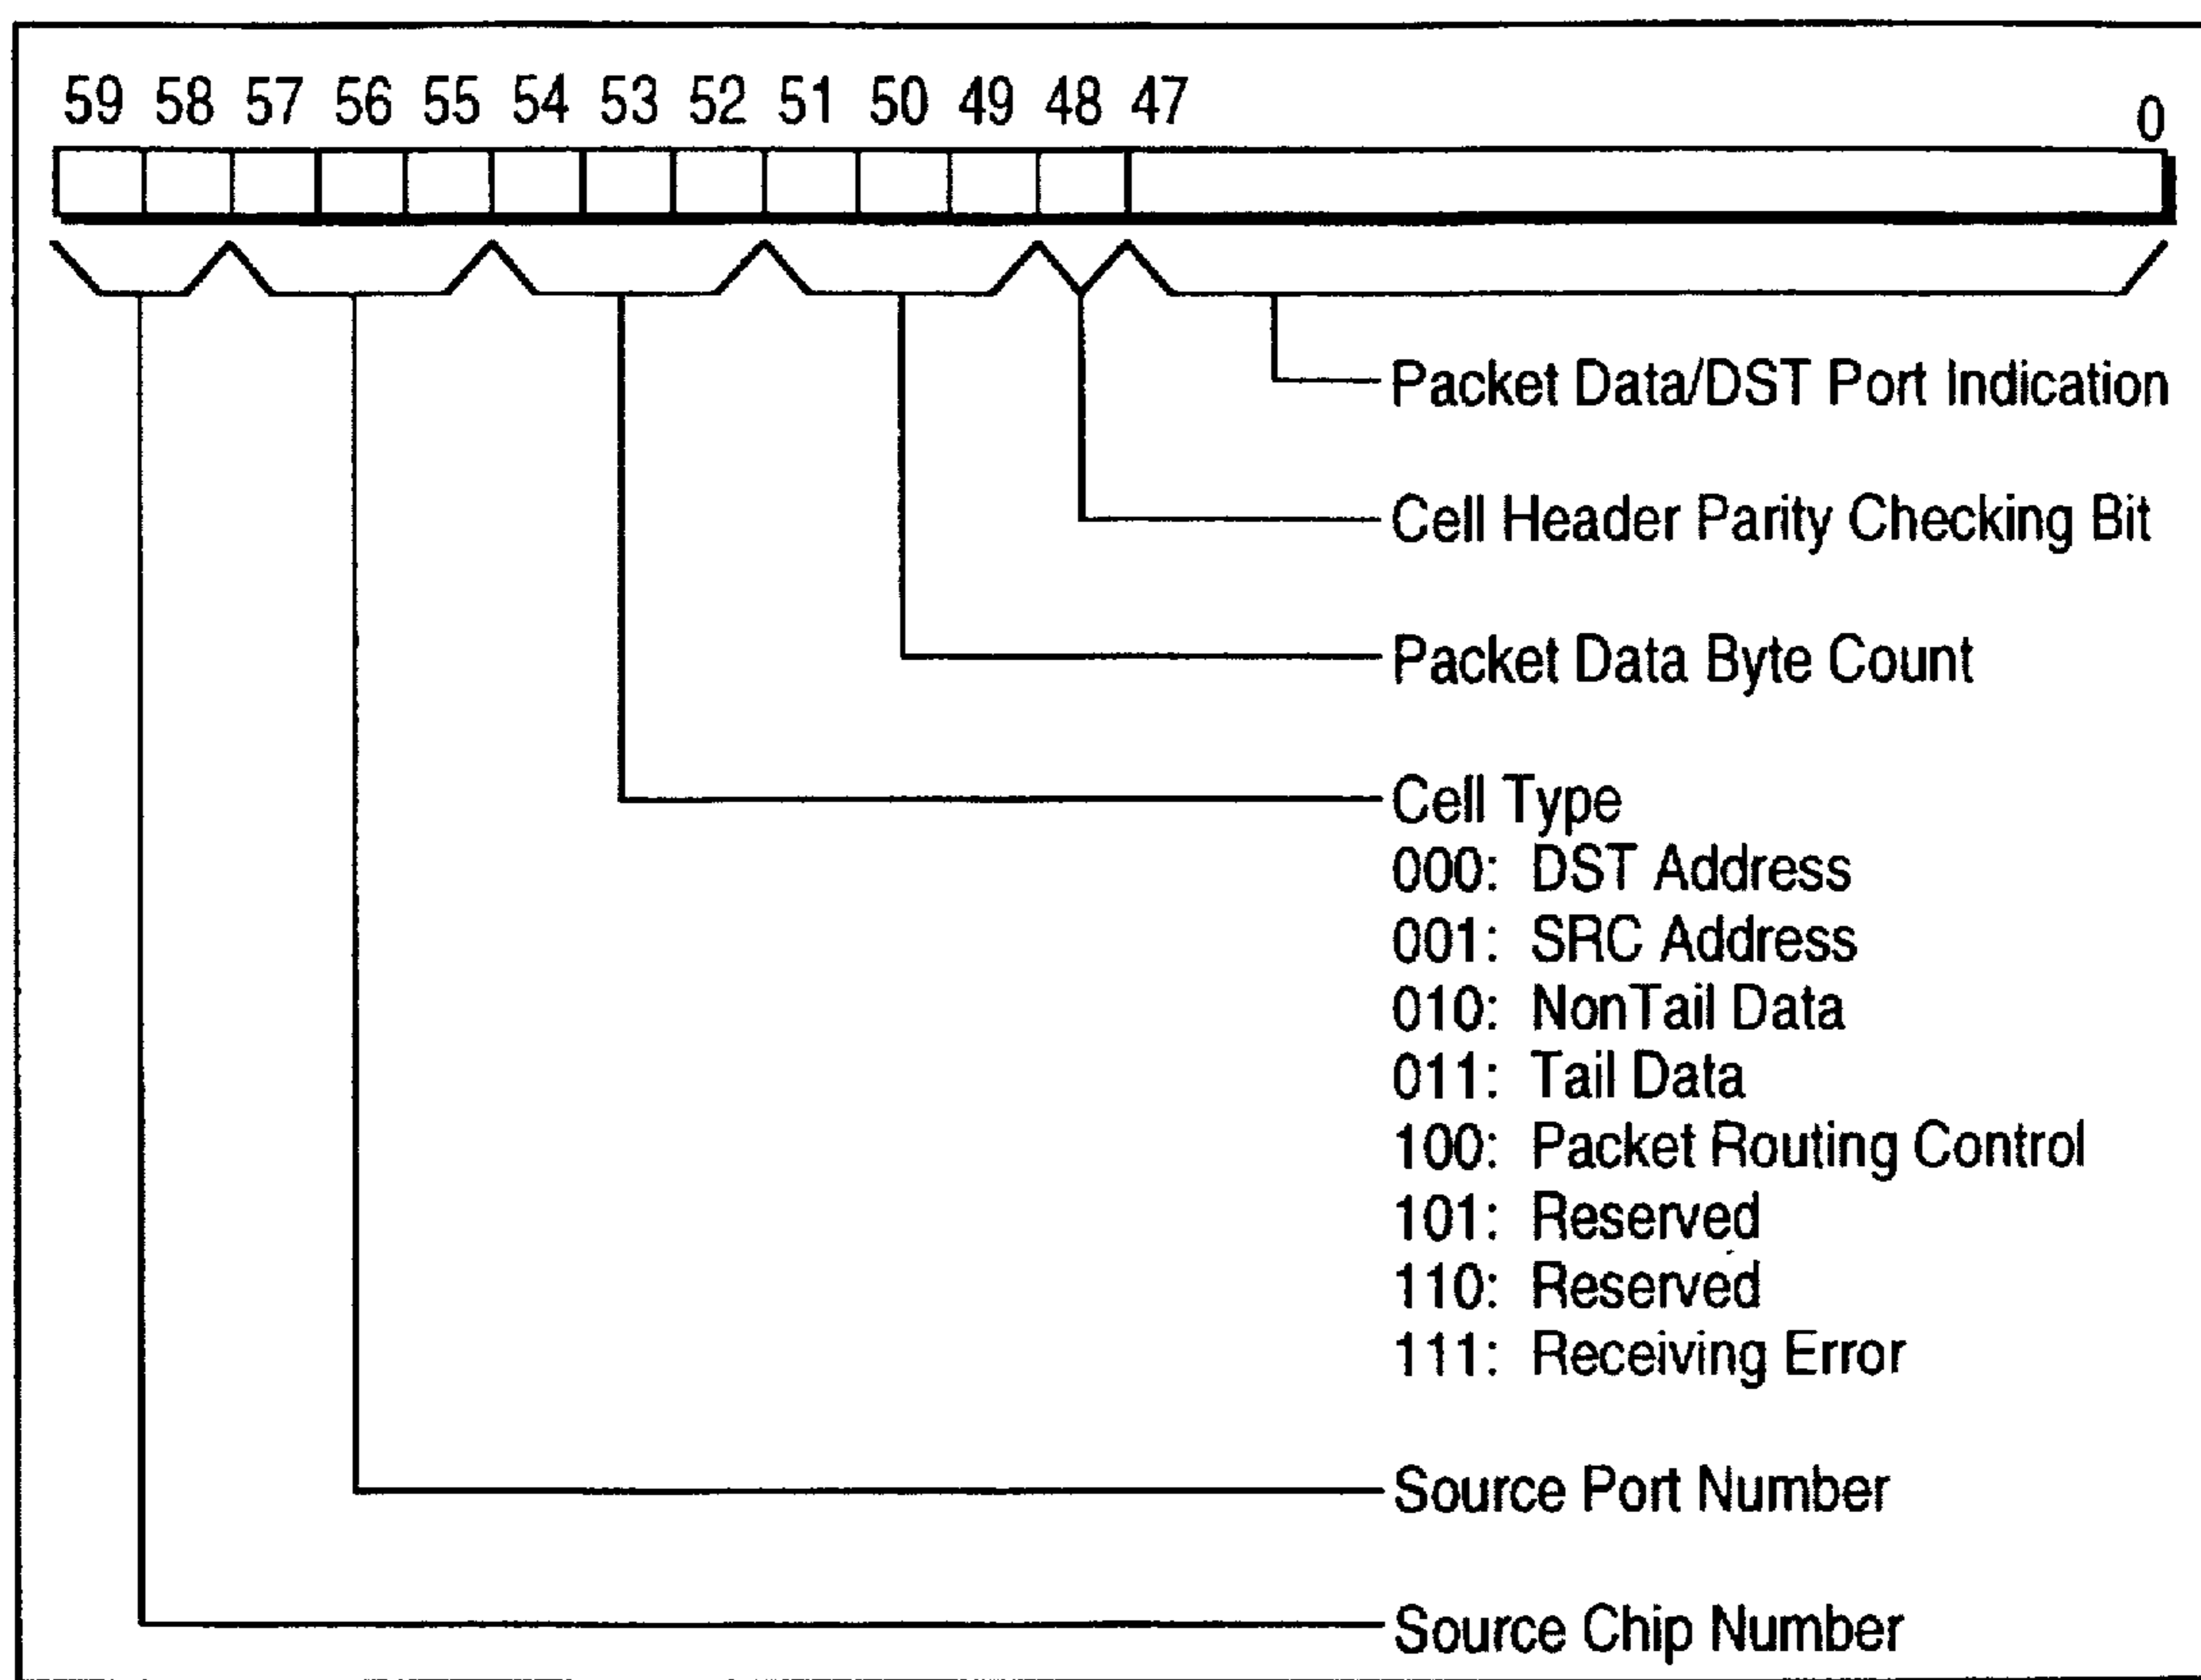 59 58 57 56 55 54 53 52 51 50 49 48 47 0
Packet Data/DST Port Indication
Cell Header Parity Checking Bit
Packet Data Byte Count
Cell Type
000: DST Address
001: SRC Address
010: NonTail Data
011: Tail Data
100: Packet Routing Control
101: Reserved
110: Reserved
111: Receiving Error
Source Port Number
Source Chip Number